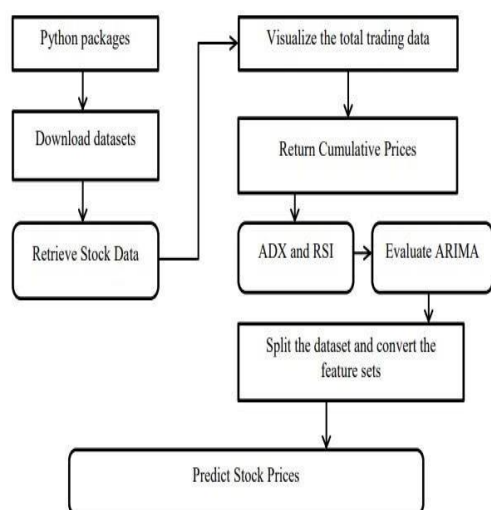 Python packages
Download datasets
Retrieve Stock Data
Visualize the total trading data
Return Cumulative Prices
ADX and RSI
Evaluate ARIMA
Split the dataset and convert the
feature sets
Predict Stock Prices